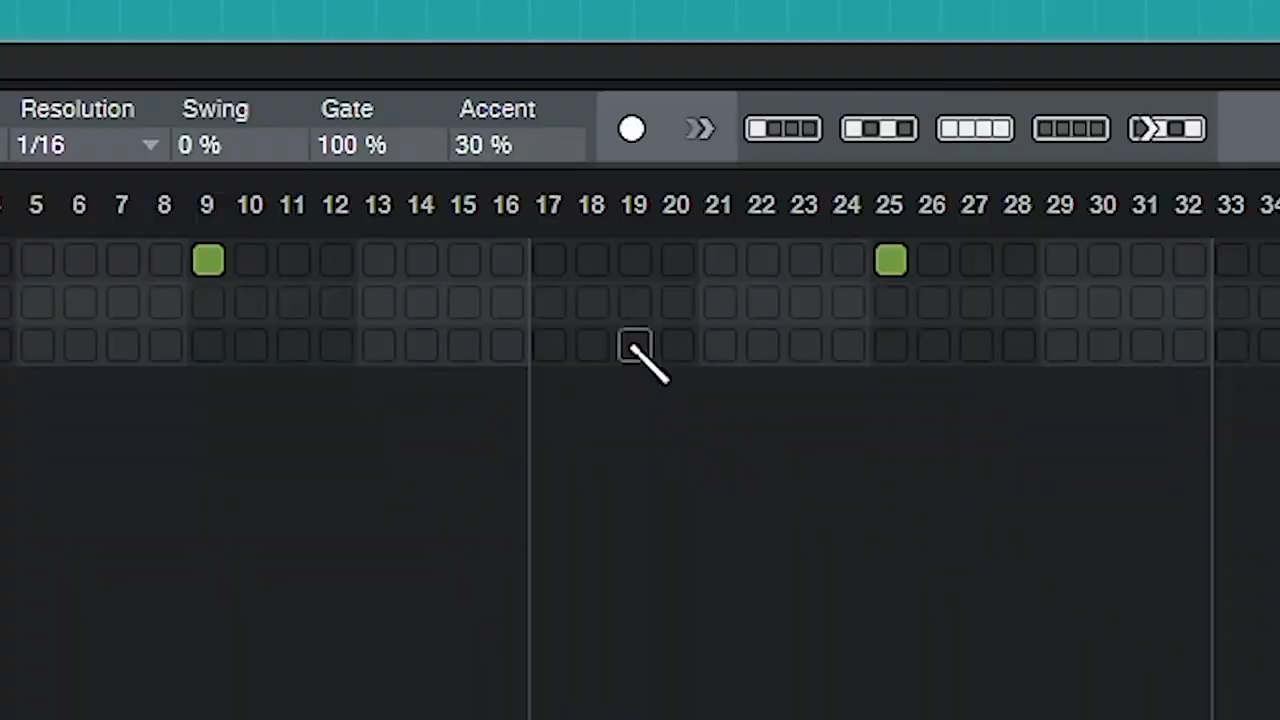 Resolution Swing Gate Accent
1/16 0 % 100 % 30 %
5 6 7 8 9 10 11 12 13 14 15 16 17 18 19 20 21 22 23 24 25 26 27 28 29 30 31 32 33 34